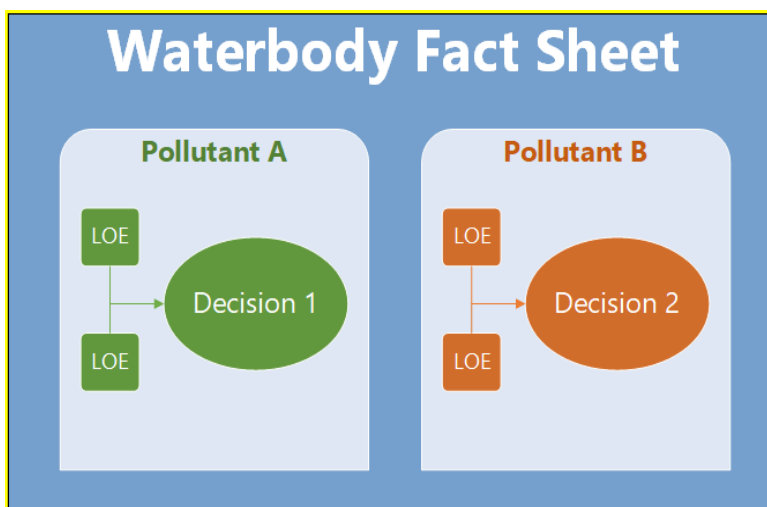 Waterbody Fact Sheet
Pollutant A
LOE
Decision 1
LOE
Pollutant B
LOE
Decision 2
LOE